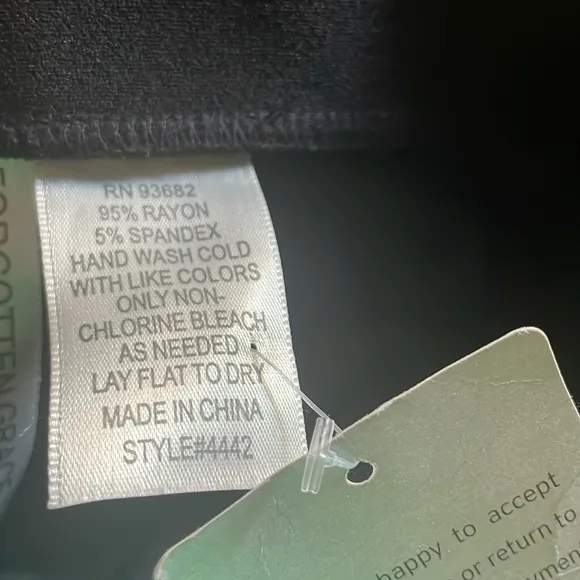 RN 93682
95% RAYON
5% SPANDEX
HAND WASH COLD
WITH LIKE COLORS
ONLY NON-
CHLORINE BLEACH
AS NEEDED
LAY FLAT TO DRY
MADE IN CHINA
STYLE#4442
happy to accept
or return to